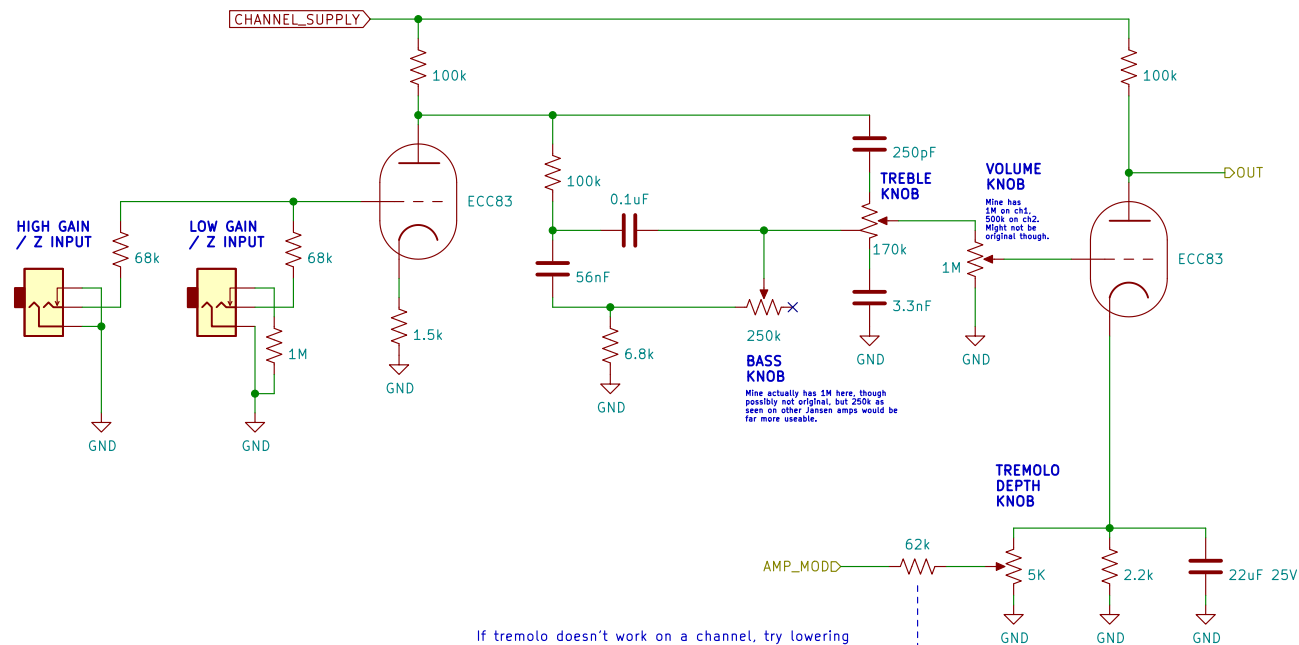 CHANNEL_SUPPLY
100k
100k
250pF
VOLUME
KNOB
OUT
TREBLE
KNOB
100k
0.1uF
ECC83
Mine has
1M on ch1,
500k on ch2.
Might not be
original though.
HIGH GAIN
/ Z INPUT
LOW GAIN
/ Z INPUT
68k
68k
170k
1M
ECC83
56nF
3.3nF
1.5k
250k
1M
6.8k
GND
GND
GND
BASS
KNOB
GND
Mine actually has 1M here, though
possibly not original, but 250k as
seen on other Jansen amps would be
far more useable.
GND
GND
TREMOLO
DEPTH
KNOB
62k
AMP_MOD
5K
2.2k
22uF 25V
GND
GND
GND
If tremolo doesn't work on a channel, try lowering